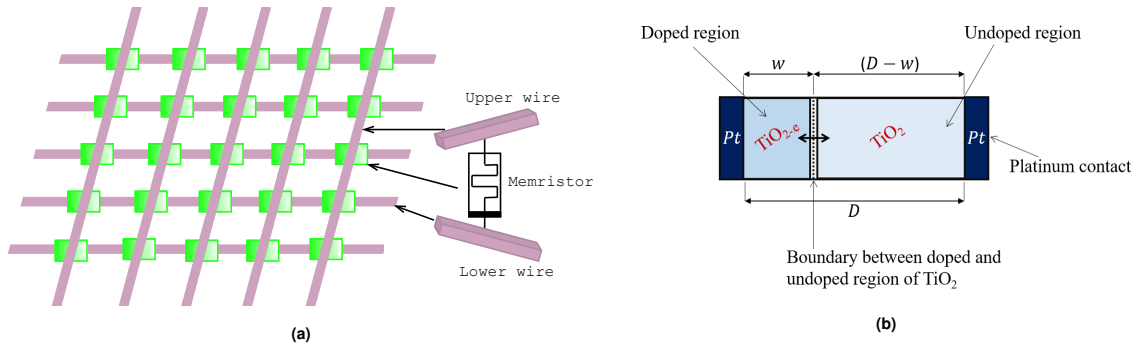 Upper wire
Memristor
Lower wire
(a)
Doped region
Undoped region
w
(D − w)
Pt
TiO2-e
TiO2
Pt
Platinum contact
D
Boundary between doped and
undoped region of TiO2
(b)